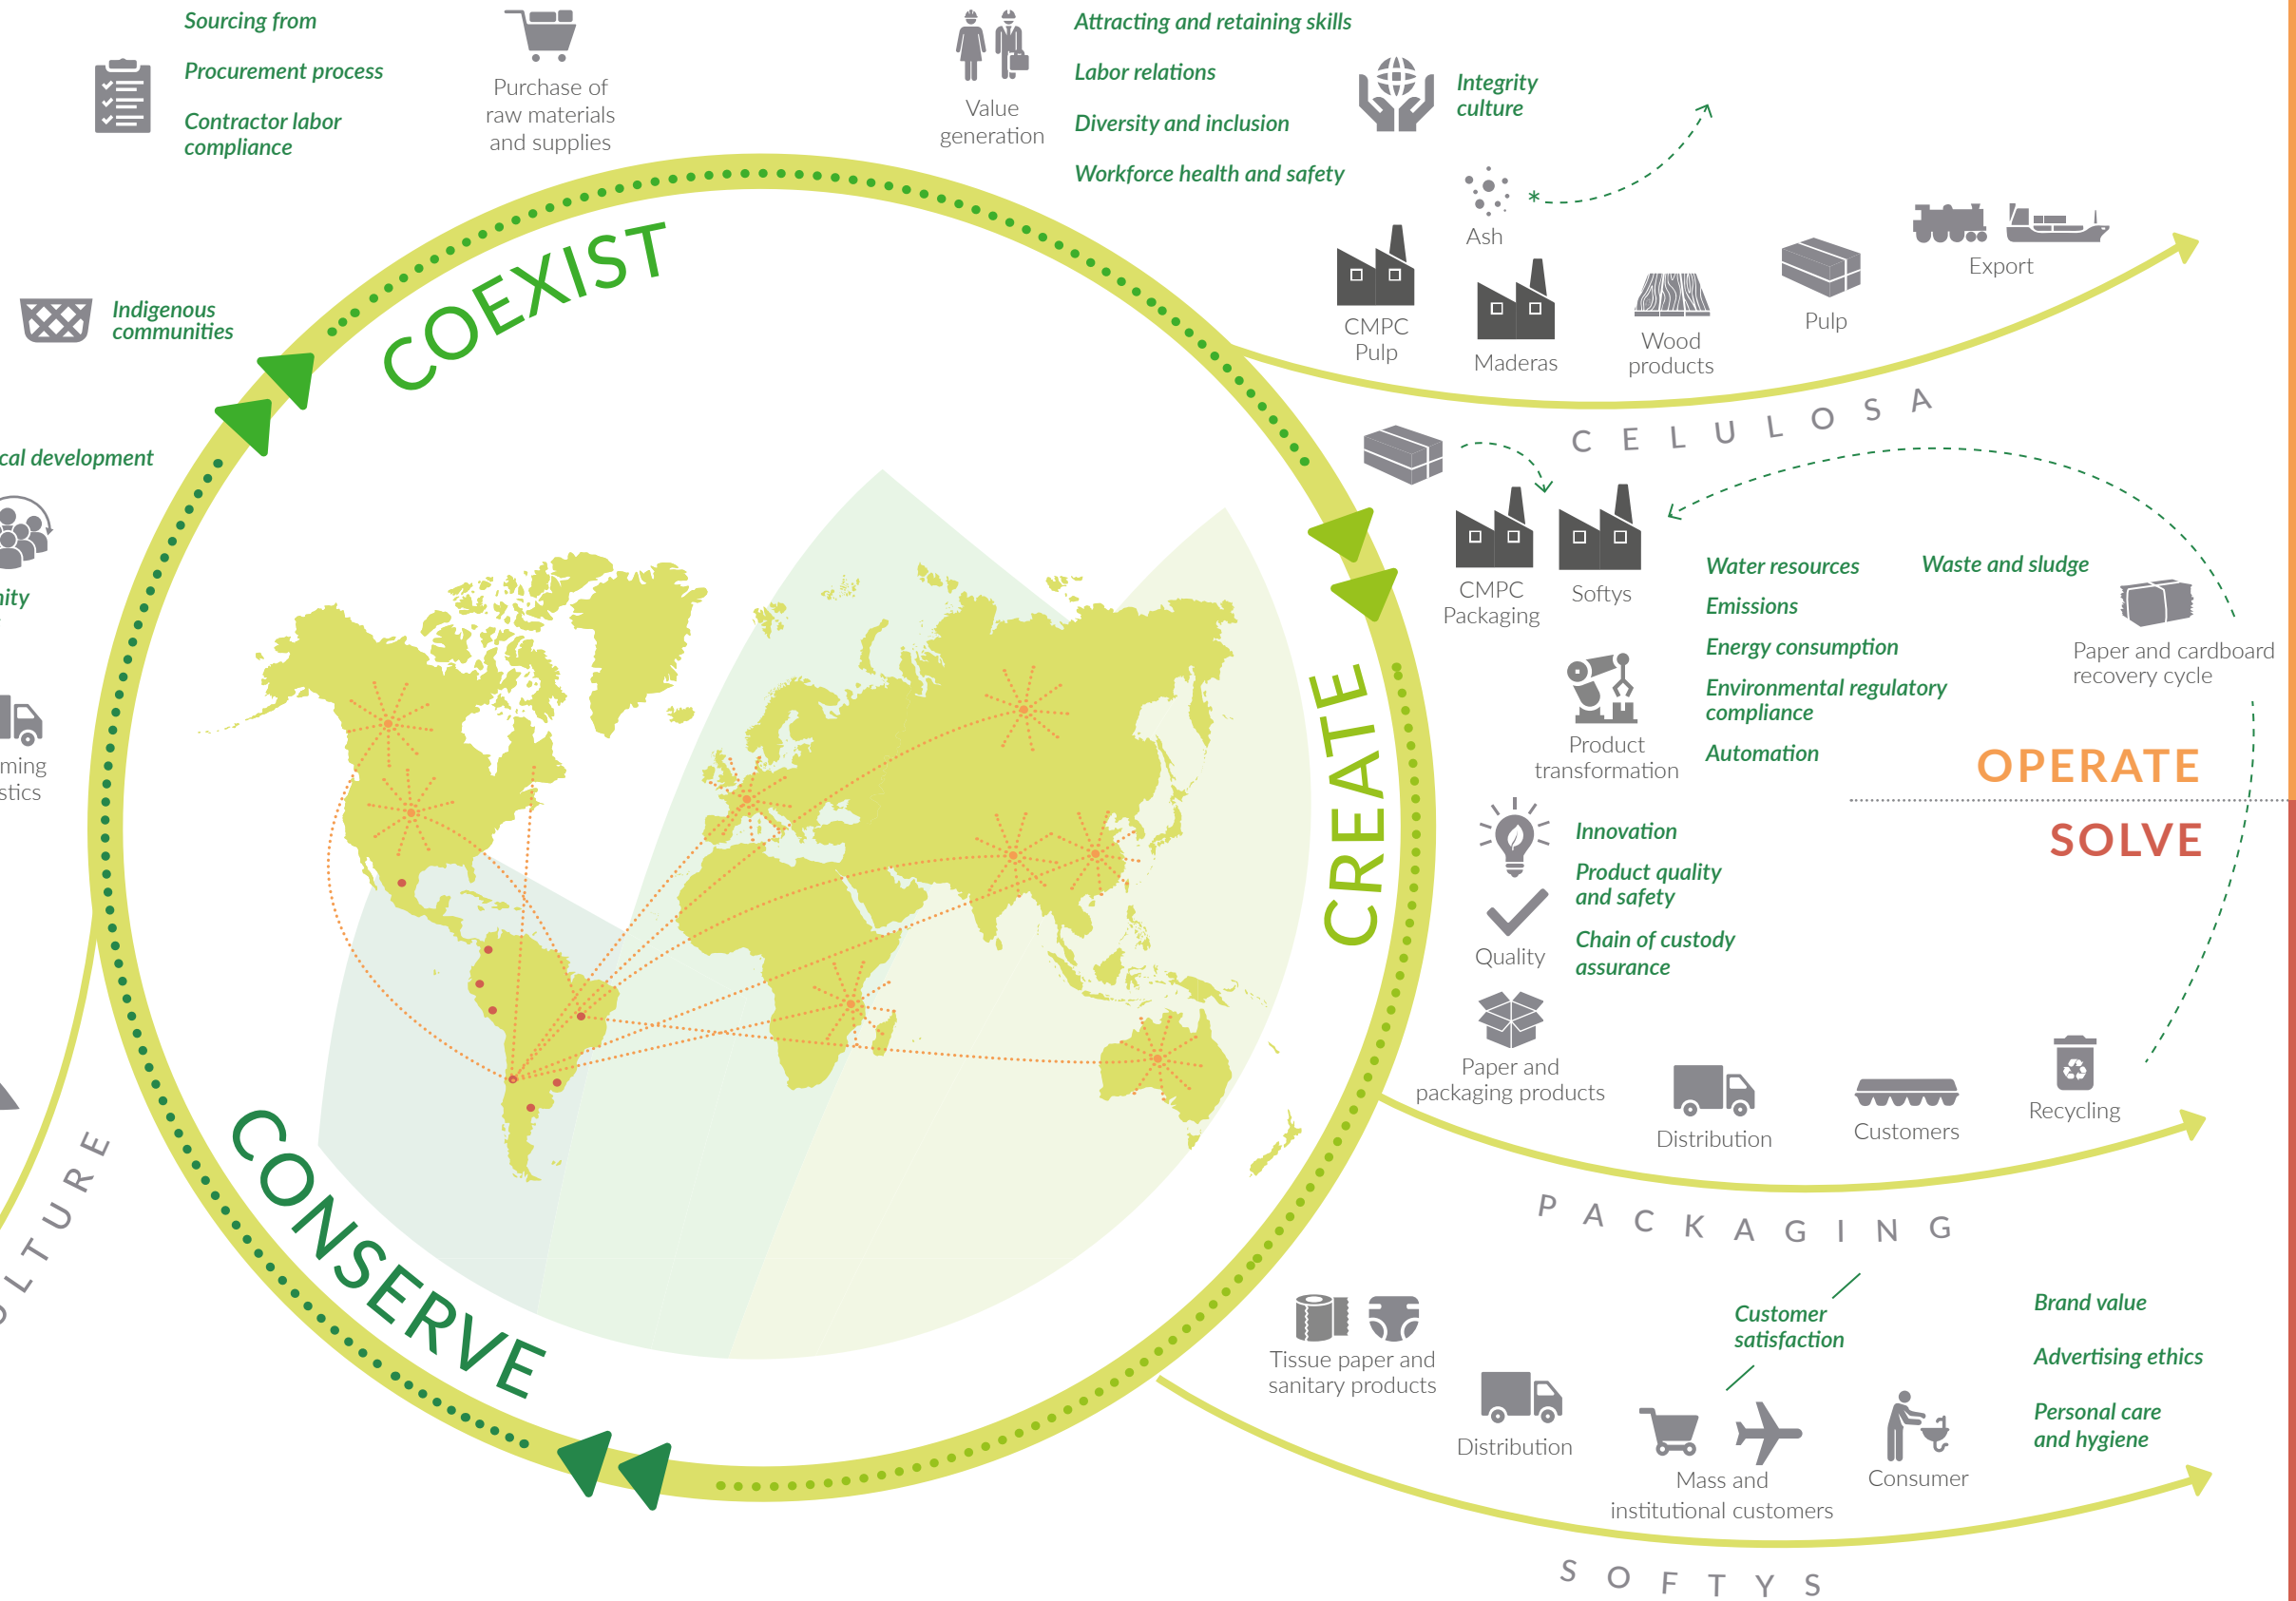 Sourcing from
Procurement process
Contractor labor
compliance
Purchase of
raw materials
and supplies
Value
generation
Attracting and retaining skills
Labor relations
Diversity and inclusion
Workforce health and safety
Integrity
culture
Ash
*
CMPC
Pulp
Maderas
Wood
products
Pulp
Export
CELULOSA
Indigenous
communities
COEXIST
development
CMPC
Packaging
Softys
Water resources
Emissions
Energy consumption
Environmental regulatory
compliance
Automation
Waste and sludge
Paper and cardboard
recovery cycle
Product
transformation
OPERATE
SOLVE
CREATE
Innovation
Product quality
and safety
Chain of custody
assurance
Quality
Paper and
packaging products
Distribution
Customers
Recycling
PACKAGING
CONSERVE
Tissue paper and
sanitary products
Distribution
Customer
satisfaction
Mass and
institutional customers
Consumer
Brand value
Advertising ethics
Personal care
and hygiene
SOFTYS